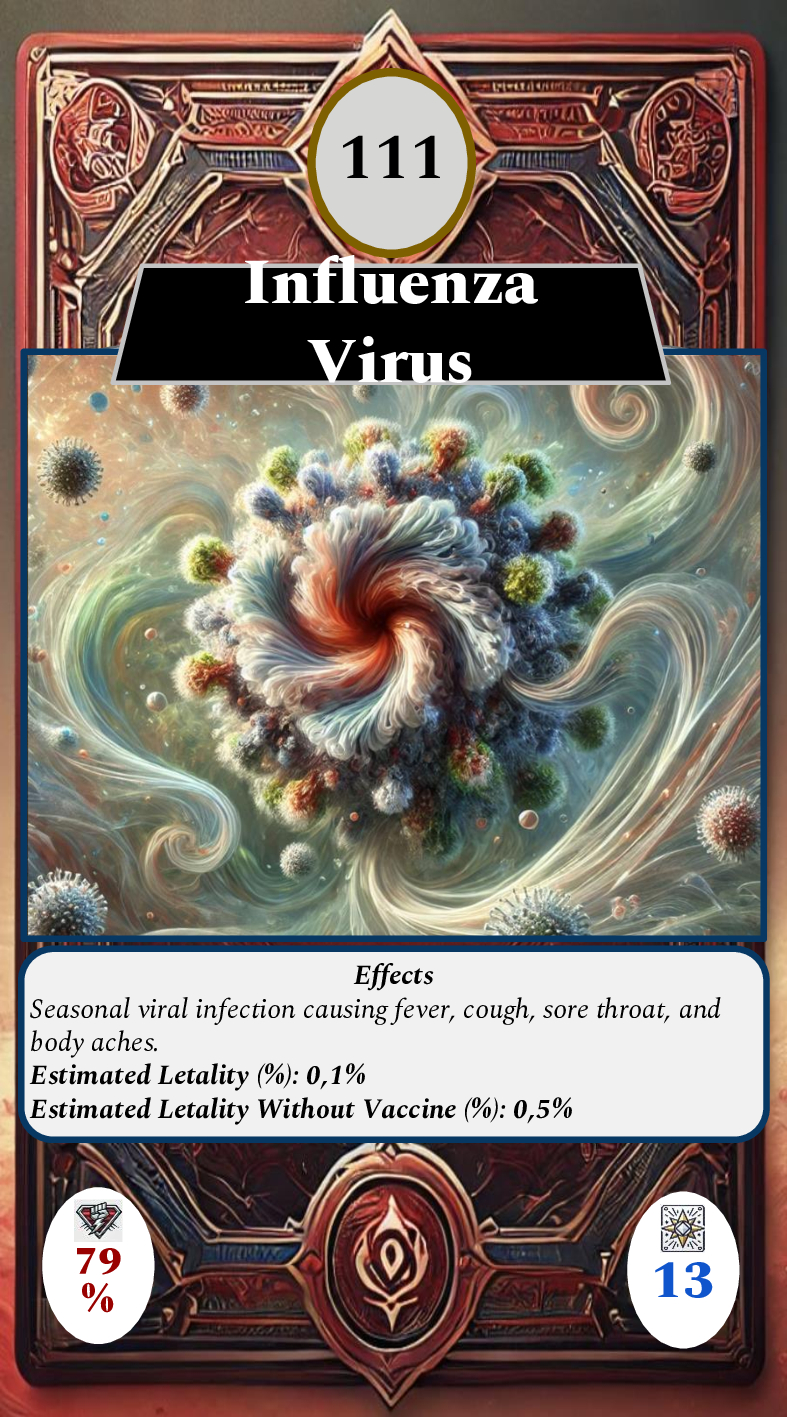 111
Influenza
Virus
Effects
Seasonal viral infection causing fever, cough, sore throat, and
body aches.
Estimated Letality (%): 0,1%
Estimated Letality Without Vaccine (%): 0,5%
79
%
13